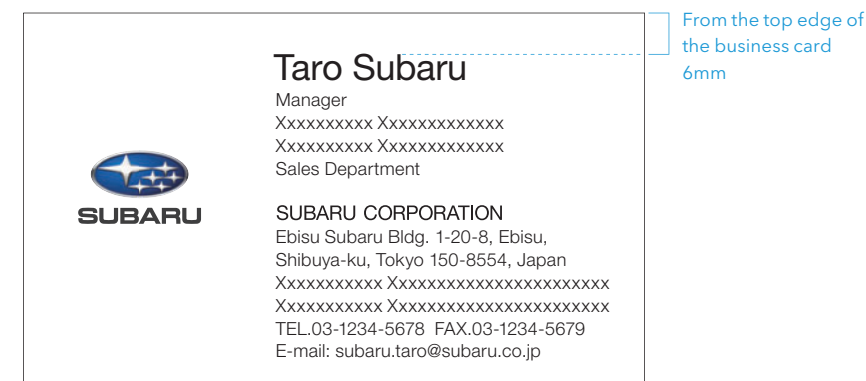 From the top edge of
the business card
6mm
Taro Subaru
Manager
Xxxxxxxxxx Xxxxxxxxxxxxx
Xxxxxxxxxx Xxxxxxxxxxxxx
Sales Department
SUBARU
SUBARU CORPORATION
Ebisu Subaru Bldg. 1-20-8, Ebisu,
Shibuya-ku, Tokyo 150-8554, Japan
Xxxxxxxxxxx Xxxxxxxxxxxxxxxxxxxxxxx
Xxxxxxxxxxx Xxxxxxxxxxxxxxxxxxxxxxx
TEL.03-1234-5678 FAX.03-1234-5679
E-mail: subaru.taro@subaru.co.jp